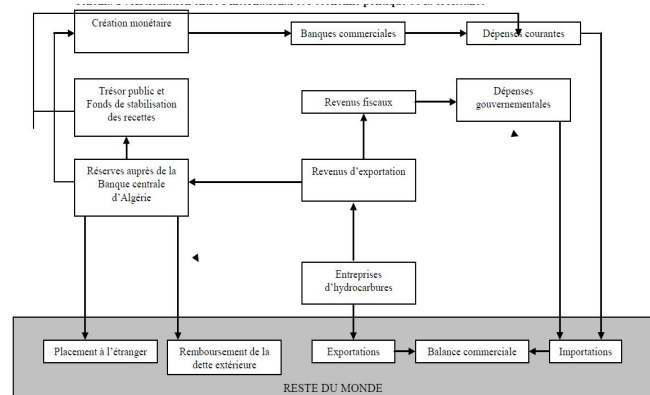 Création monétaire
Banques commerciales
Dépenses courantes
Trésor public et
Fonds de stabilisation
des recettes
Revenus fiscaux
Dépenses
gouvernementales
Réserves auprès de la
Banque centrale
d'Algérie
Revenus d'exportation
Entreprises
d'hydrocarbures
Placement à l'étranger
Remboursement de la
dette extérieure
Exportations
Balance commerciale
Importations
RESTE DU MONDE